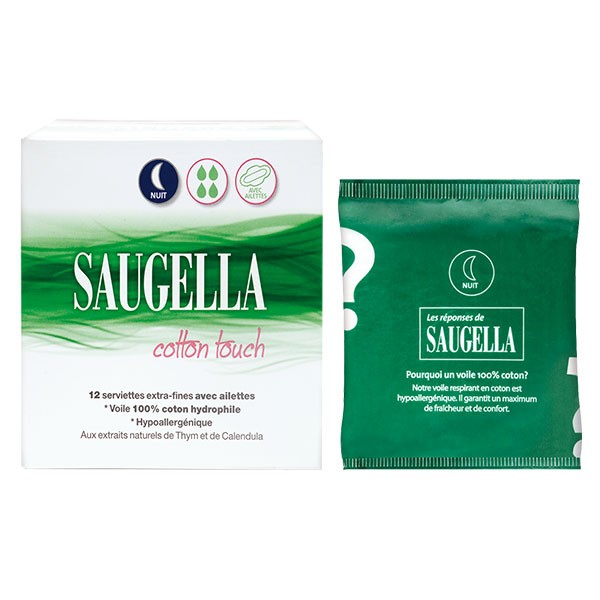 NUIT
AVEC
AILETTES
SAUGELLA
cotton touch
12 serviettes extra-fines avec ailettes
* Voile 100% coton hydrophile
* Hypoallergénique
Aux extraits naturels de Thym et de Calendula
?
NUIT
Les réponses de
SAUGELLA
Pourquoi un voile 100% coton?
Notre voile respirant en coton est
hypoallergénique. Il garantit un maximum
de fraîcheur et de confort.